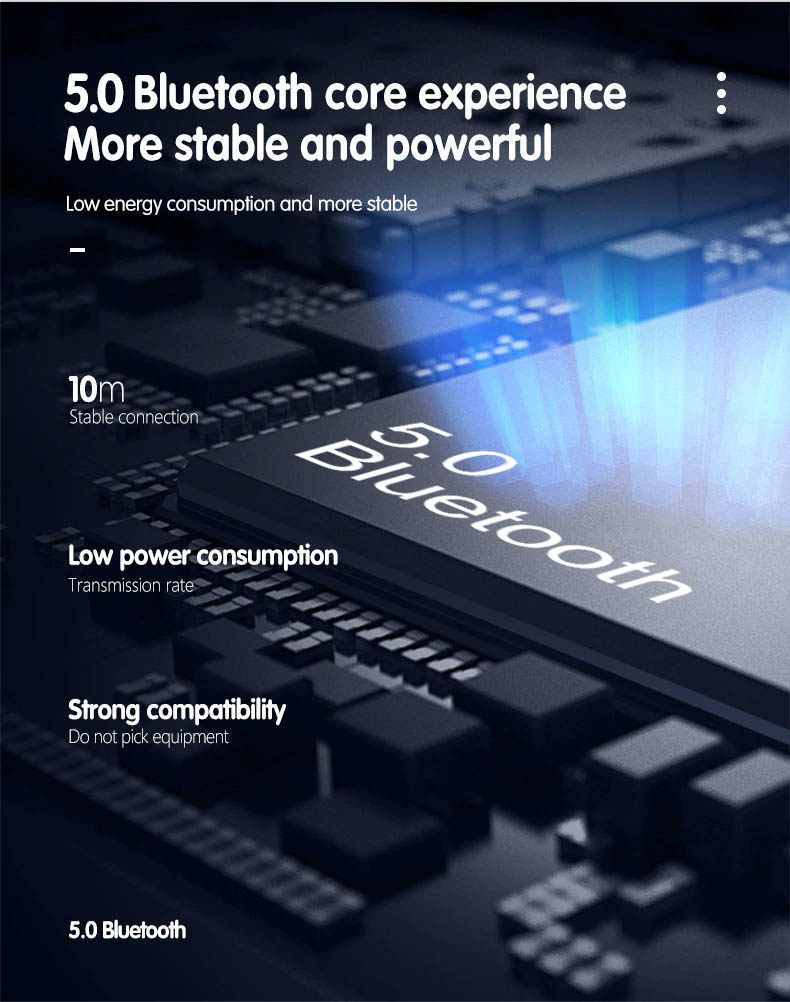 5.0 Bluetooth core experience
More stable and powerful
Low energy consumption and more stable
10m
Stable connection
5.0
Bluetooth
Low power consumption
Transmission rate
Strong compatibility
Do not pick equipment
5.0 Bluetooth